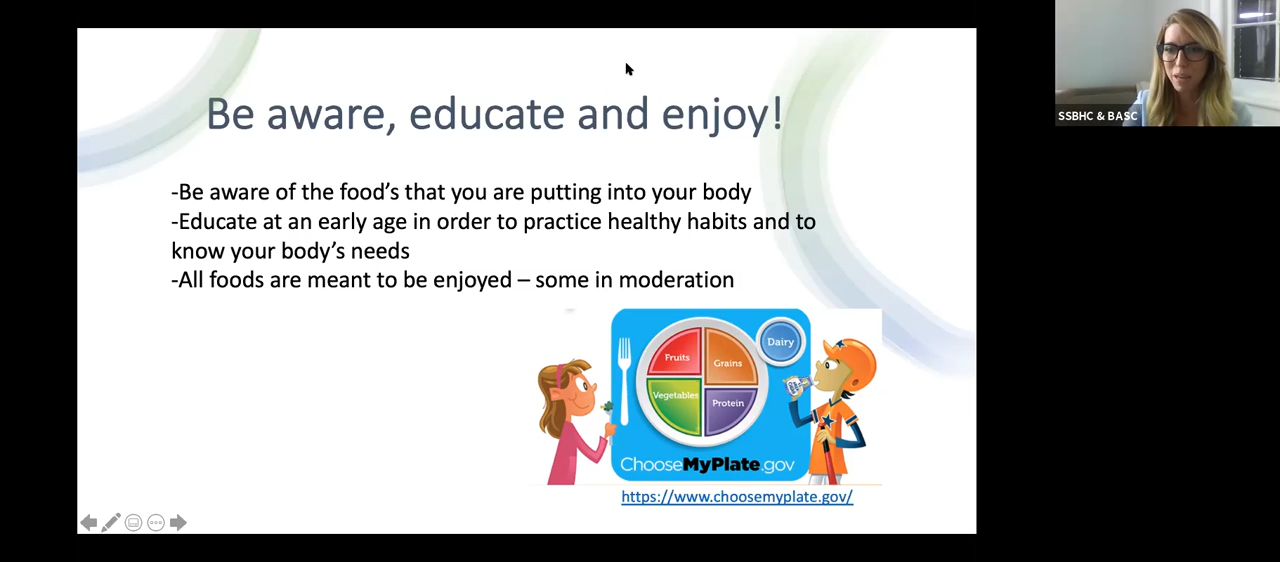 Be aware, educate and enjoy!
-Be aware of the food's that you are putting into your body
-Educate at an early age in order to practice healthy habits and to
know your body's needs
-All foods are meant to be enjoyed – some in moderation
Dairy
Fruits
Grains
Vegetables
Protein
ChooseMyPlate.gov
https://www.choosemyplate.gov/
SSBHC & BASC